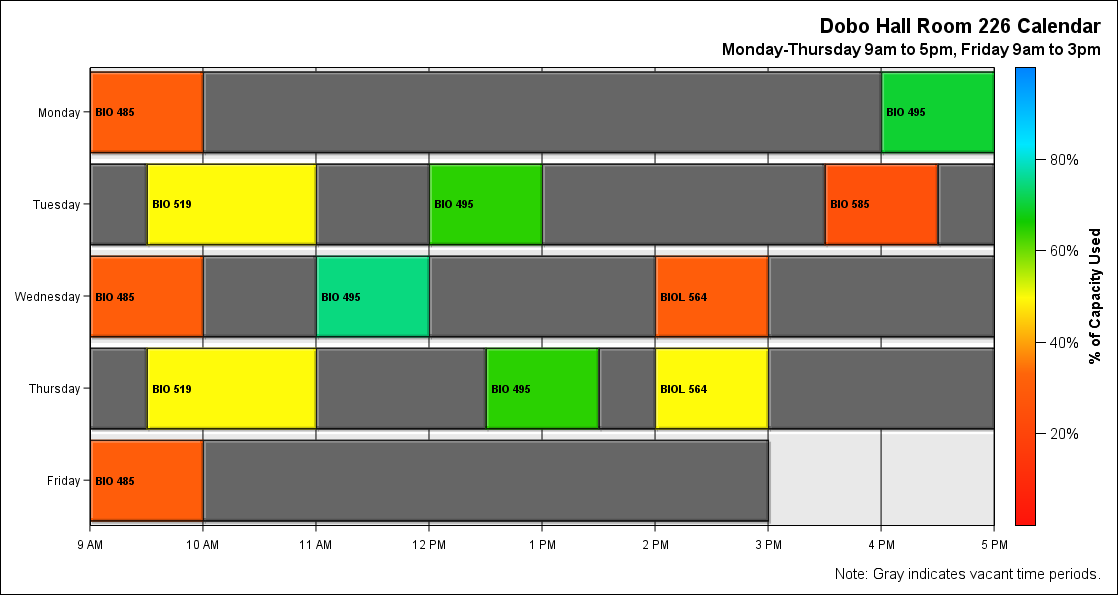 Dobo Hall Room 226 Calendar
Monday-Thursday 9am to 5pm, Friday 9am to 3pm
Monday
BIO 485
BIO 495
Tuesday
BIO 519
BIO 495
BIO 585
Wednesday
BIO 485
BIO 495
BIOL 564
Thursday
BIO 519
BIO 495
BIOL 564
Friday
BIO 485
9 AM
10 AM
11 AM
12 PM
1 PM
2 PM
3 PM
4 PM
5 PM
80%
60%
40%
20%
% of Capacity Used
Note: Gray indicates vacant time periods.